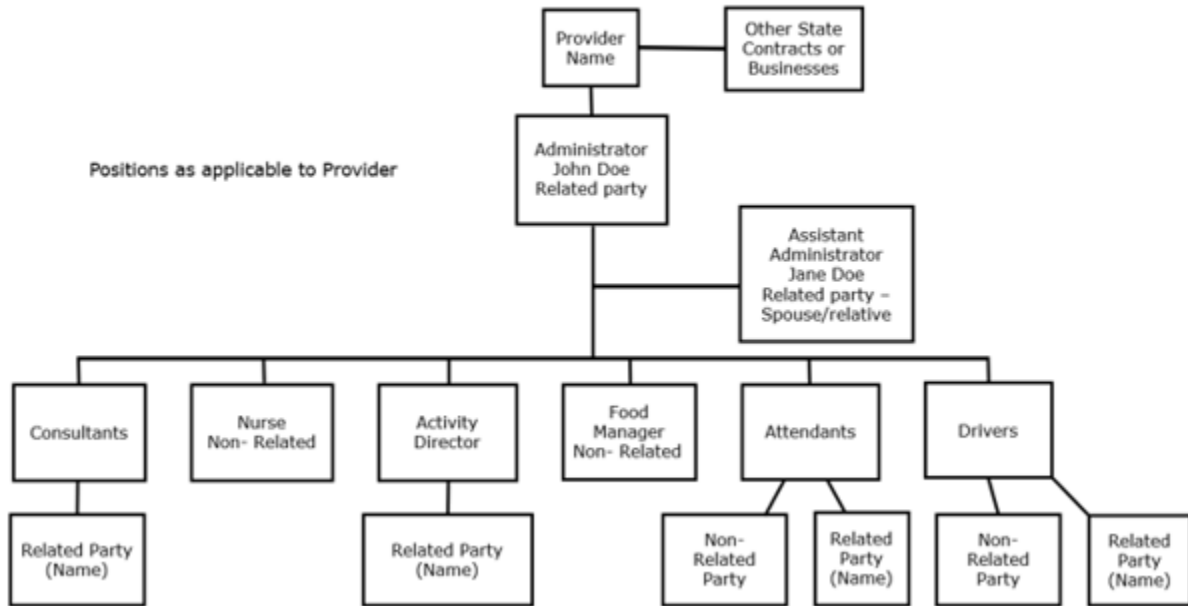 Provider
Name
Other State
Contracts or
Businesses
Administrator
John Doe
Related party
Positions as applicable to Provider
Assistant
Administrator
Jane Doe
Related party –
Spouse/relative
Consultants
Nurse
Non- Related
Activity
Director
Food
Manager
Non- Related
Attendants
Drivers
Related Party
(Name)
Related Party
(Name)
Non-
Related
Party
Related
Party
(Name)
Non-
Related
Party
Related
Party
(Name)